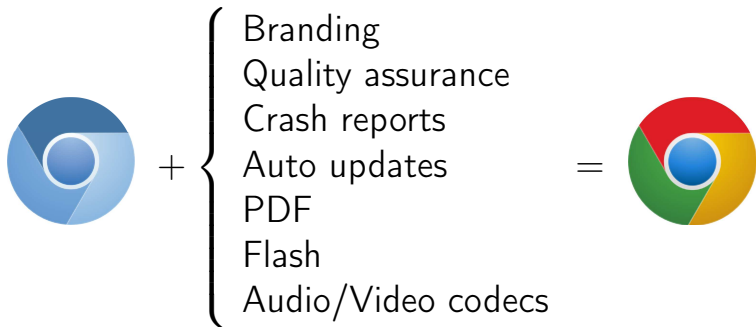 Branding
Quality assurance
Crash reports
+ Auto updates =
PDF
Flash
Audio/Video codecs